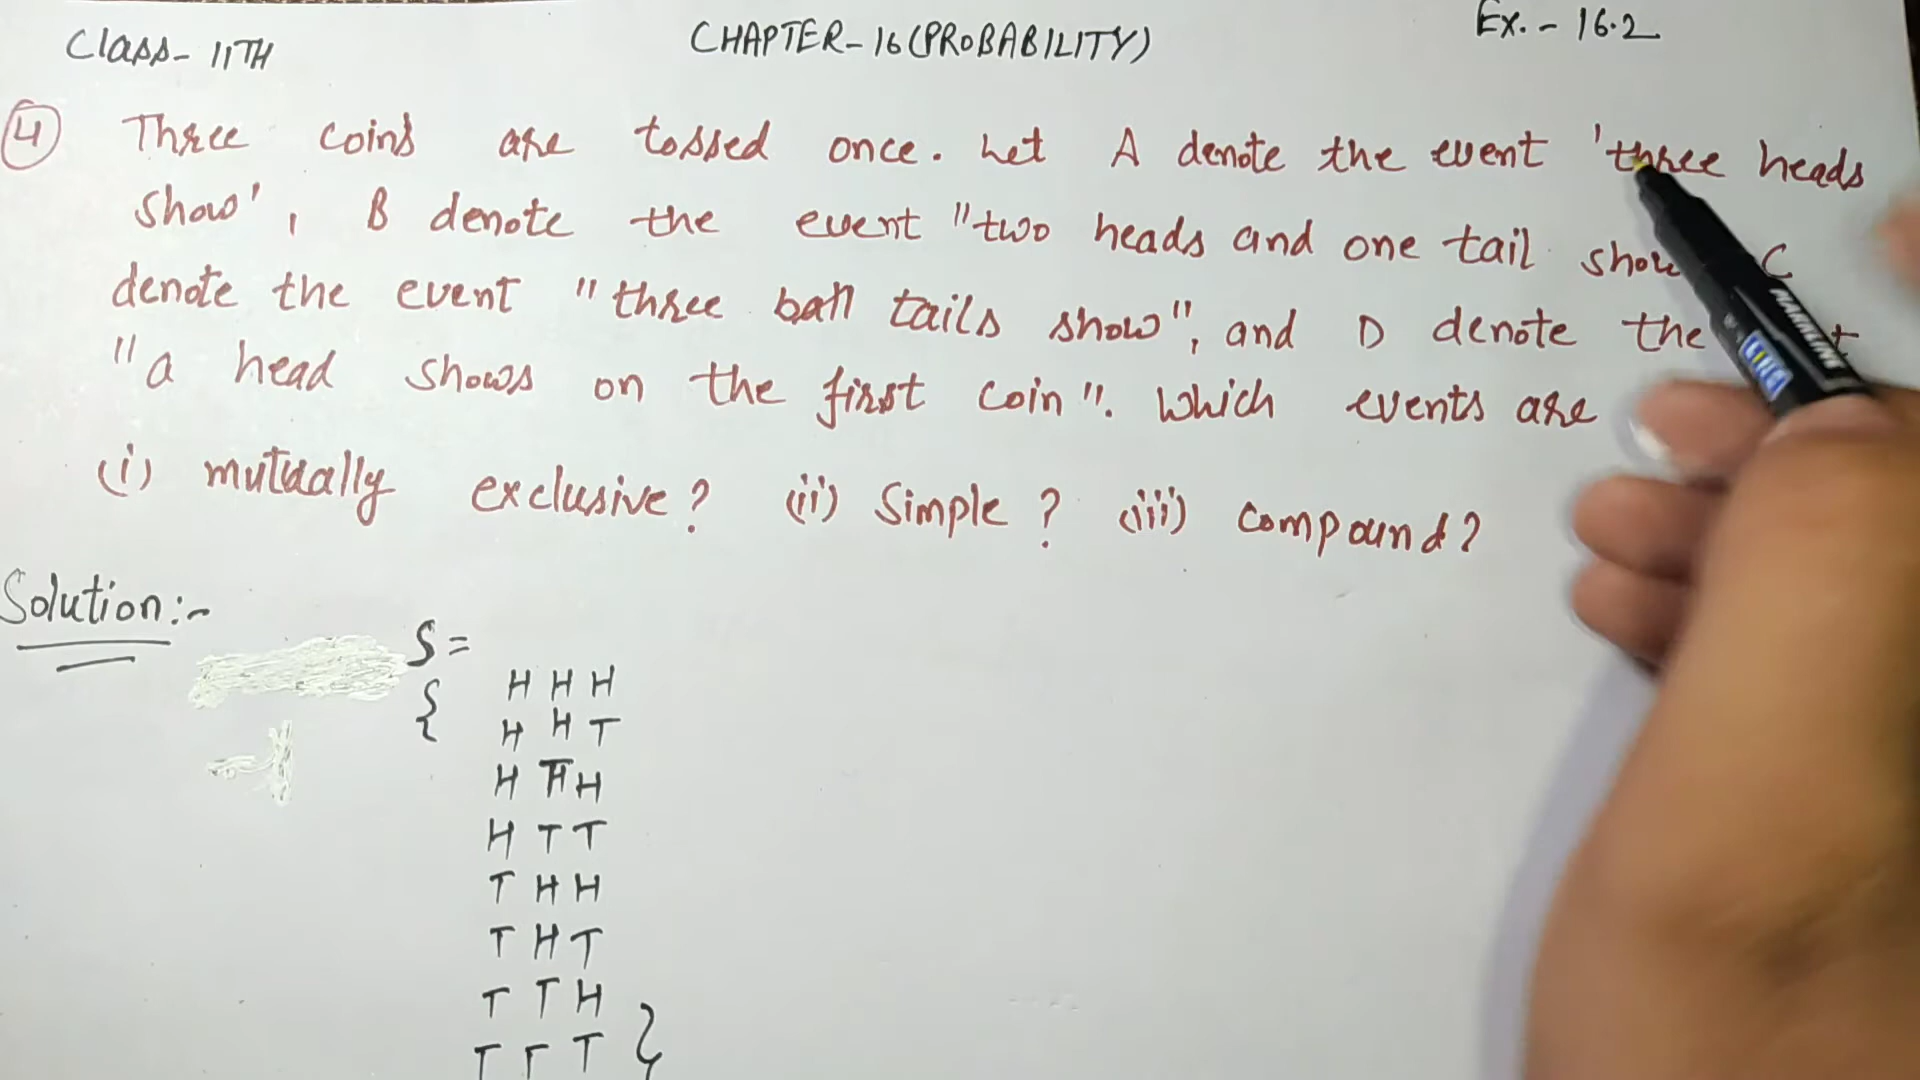 Class- 11TH CHAPTER-16(PROBABILITY) Ex.- 16.2
4 Three coins are tossed once. Let A denote the event 'three heads
show', B denote the event "two heads and one tail show C
denote the event "three ball tails show", and D denote the
"a head shows on the first coin". Which events are
(i) mutually exclusive? (ii) Simple? (iii) compound?
Solution:-
S=
{ H H H
H H T
H T H
H T T
T H H
T H T
T T H
T T T }
MARKLINE